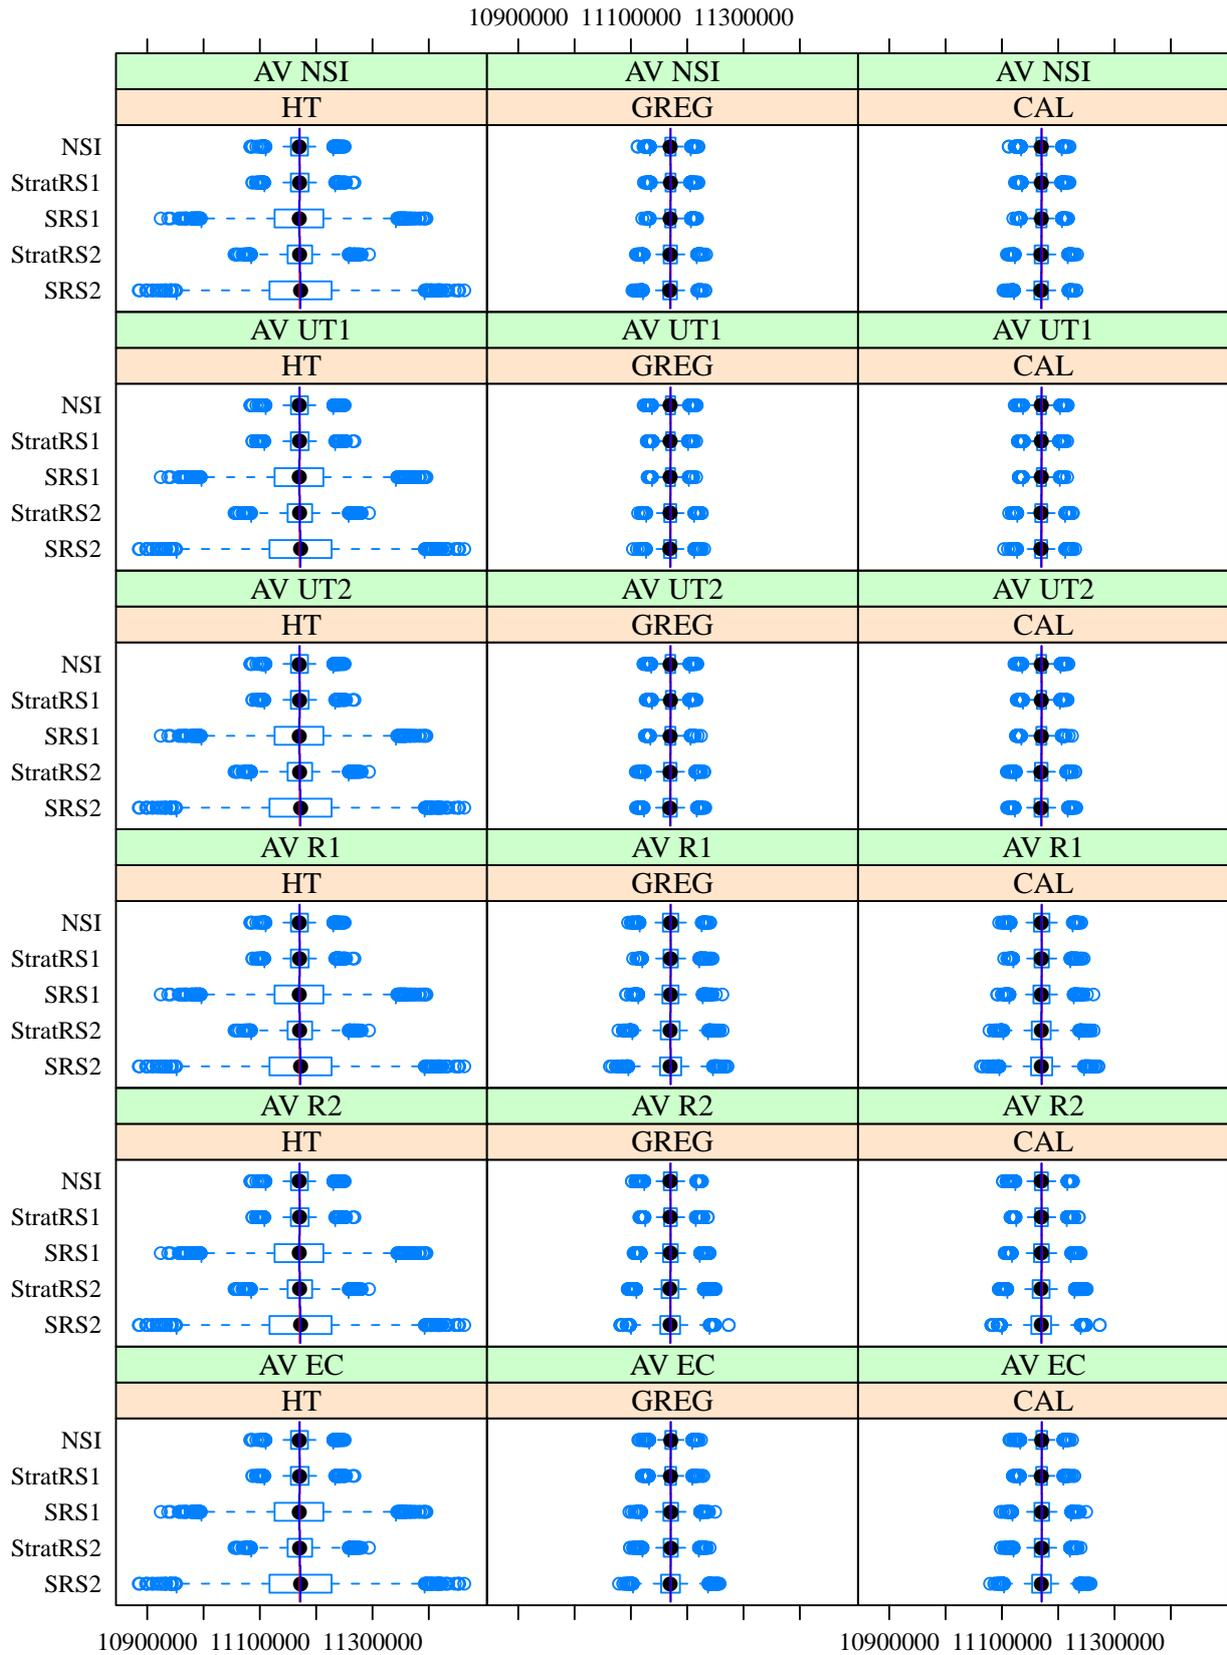 10900000 11100000 11300000
AV NSI AV NSI AV NSI
HT GREG CAL
NSI
StratRS1
SRS1
StratRS2
SRS2
AV UT1 AV UT1 AV UT1
HT GREG CAL
NSI
StratRS1
SRS1
StratRS2
SRS2
AV UT2 AV UT2 AV UT2
HT GREG CAL
NSI
StratRS1
SRS1
StratRS2
SRS2
AV R1 AV R1 AV R1
HT GREG CAL
NSI
StratRS1
SRS1
StratRS2
SRS2
AV R2 AV R2 AV R2
HT GREG CAL
NSI
StratRS1
SRS1
StratRS2
SRS2
AV EC AV EC AV EC
HT GREG CAL
NSI
StratRS1
SRS1
StratRS2
SRS2
10900000 11100000 11300000 10900000 11100000 11300000